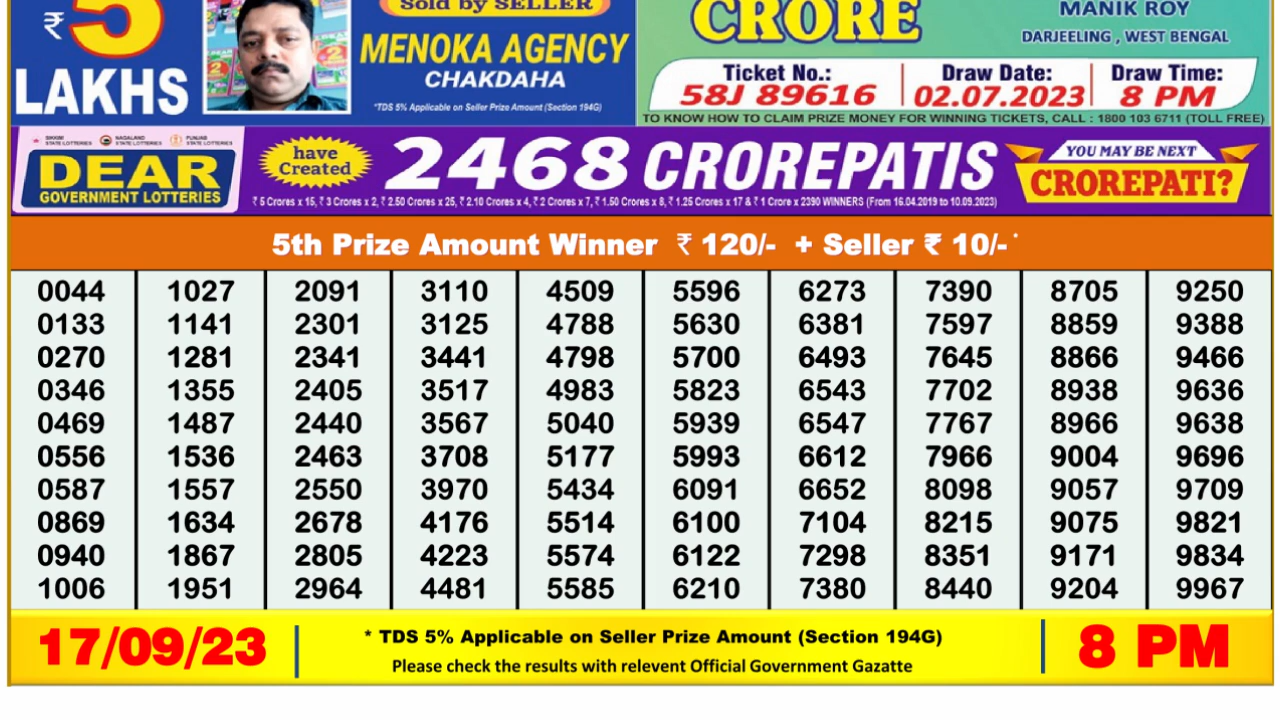 ₹ 5
LAKHS
Sold by SELLER
MENOKA AGENCY
CHAKDAHA
*TDS 5% Applicable on Seller Prize Amount (Section 194G)
CRORE
MANIK ROY
DARJEELING , WEST BENGAL
Ticket No.:
58J 89616
Draw Date:
02.07.2023
Draw Time:
8 PM
TO KNOW HOW TO CLAIM PRIZE MONEY FOR WINNING TICKETS, CALL : 1800 103 6711 (TOLL FREE)
SIKKIM STATE LOTTERIES
NAGALAND STATE LOTTERIES
PUNJAB STATE LOTTERIES
DEAR
GOVERNMENT LOTTERIES
have
Created
2468 CROREPATIS
₹ 5 Crores x 15, ₹ 3 Crores x 2, ₹ 2.50 Crores x 25, ₹ 2.10 Crores x 4, ₹ 2 Crores x 7, ₹ 1.50 Crores x 8, ₹ 1.25 Crores x 17 & ₹ 1 Crore x 2390 WINNERS (From 16.04.2019 to 10.09.2023)
YOU MAY BE NEXT
CROREPATI?
5th Prize Amount Winner ₹ 120/- + Seller ₹ 10/- *
0044 1027 2091 3110 4509 5596 6273 7390 8705 9250
0133 1141 2301 3125 4788 5630 6381 7597 8859 9388
0270 1281 2341 3441 4798 5700 6493 7645 8866 9466
0346 1355 2405 3517 4983 5823 6543 7702 8938 9636
0469 1487 2440 3567 5040 5939 6547 7767 8966 9638
0556 1536 2463 3708 5177 5993 6612 7966 9004 9696
0587 1557 2550 3970 5434 6091 6652 8098 9057 9709
0869 1634 2678 4176 5514 6100 7104 8215 9075 9821
0940 1867 2805 4223 5574 6122 7298 8351 9171 9834
1006 1951 2964 4481 5585 6210 7380 8440 9204 9967
17/09/23
* TDS 5% Applicable on Seller Prize Amount (Section 194G)
Please check the results with relevent Official Government Gazatte
8 PM